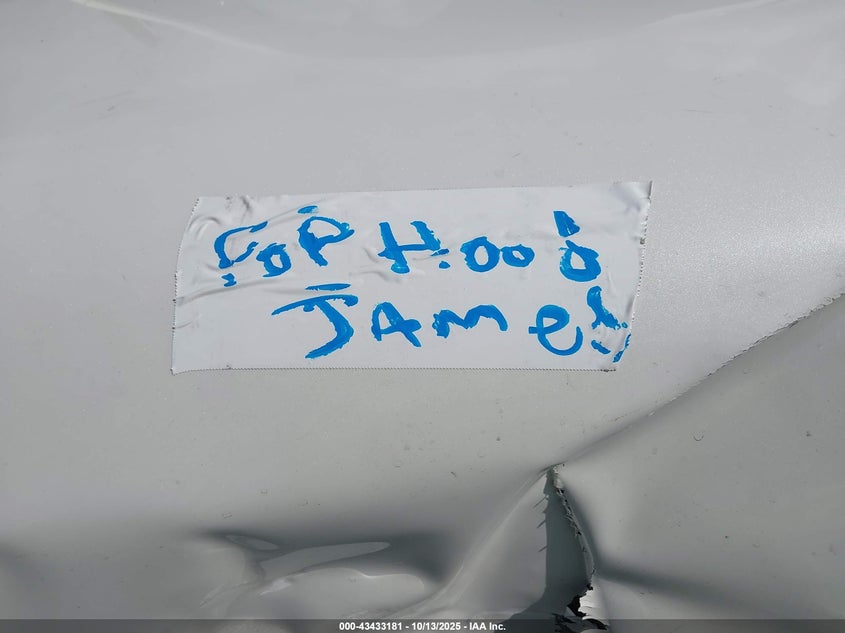 COP Hood
JAMes
000-43433181 - 10/13/2025 - IAA Inc.